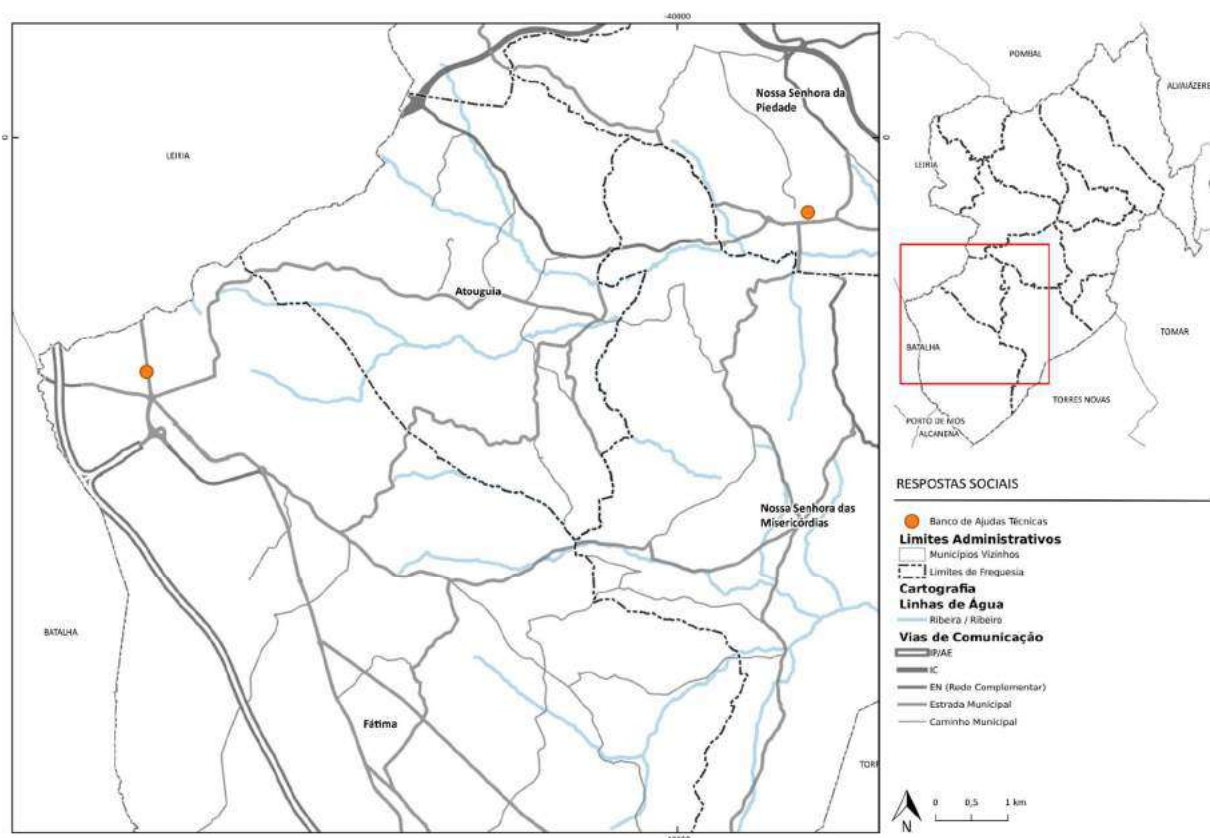 -40000
0
0
LEIRIA
Nossa Senhora da
Piedade
Atouguia
Nossa Senhora das
Misericórdias
BATALHA
Fátima
POMBAL
ALVAIÁZERE
LEIRIA
BATALHA
TOMAR
TORRES NOVAS
PORTO DE MÓS
ALCANENA
RESPOSTAS SOCIAIS
Banco de Ajudas Técnicas
Limites Administrativos
Municípios Vizinhos
Limites de Freguesia
Cartografia
Linhas de Água
Ribeira / Ribeiro
Vias de Comunicação
IP/AE
IC
EN (Rede Complementar)
Estrada Municipal
Caminho Municipal
N
0 0,5 1 km